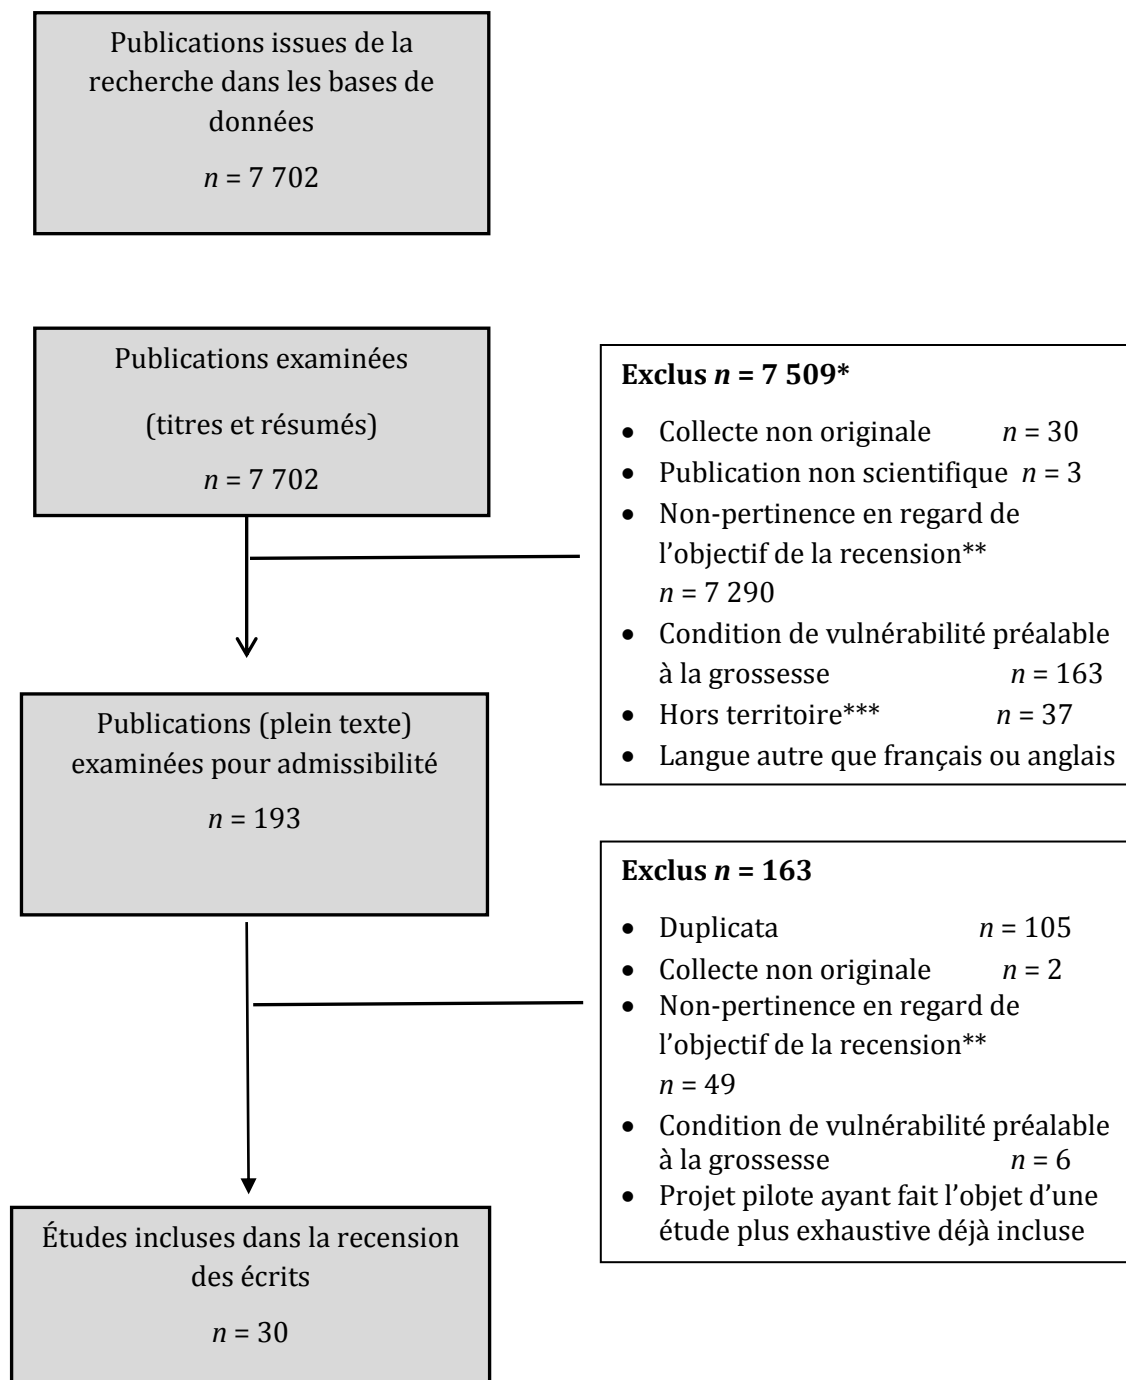 Publications issues de la
recherche dans les bases de
données
n = 7 702
Publications examinées
(titres et résumés)
n = 7 702
Exclus n = 7 509*
• Collecte non originale n = 30
• Publication non scientifique n = 3
• Non-pertinence en regard de
l’objectif de la recension**
n = 7 290
• Condition de vulnérabilité préalable
à la grossesse n = 163
• Hors territoire*** n = 37
• Langue autre que français ou anglais
Publications (plein texte)
examinées pour admissibilité
n = 193
Exclus n = 163
• Duplicata n = 105
• Collecte non originale n = 2
• Non-pertinence en regard de
l’objectif de la recension**
n = 49
• Condition de vulnérabilité préalable
à la grossesse n = 6
• Projet pilote ayant fait l’objet d’une
étude plus exhaustive déjà incluse
Études incluses dans la recension
des écrits
n = 30